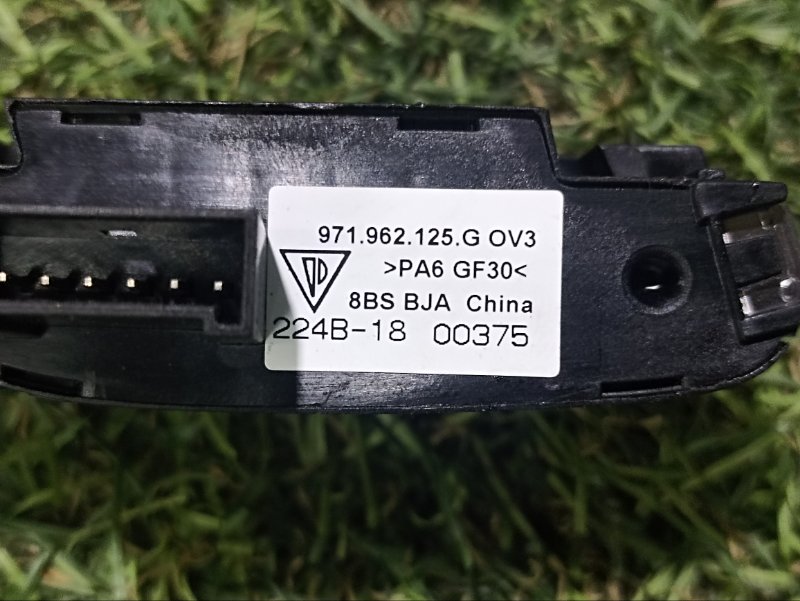 971.962.125.G OV3
>PA6 GF30<
8BS BJA China
224B-18 00375